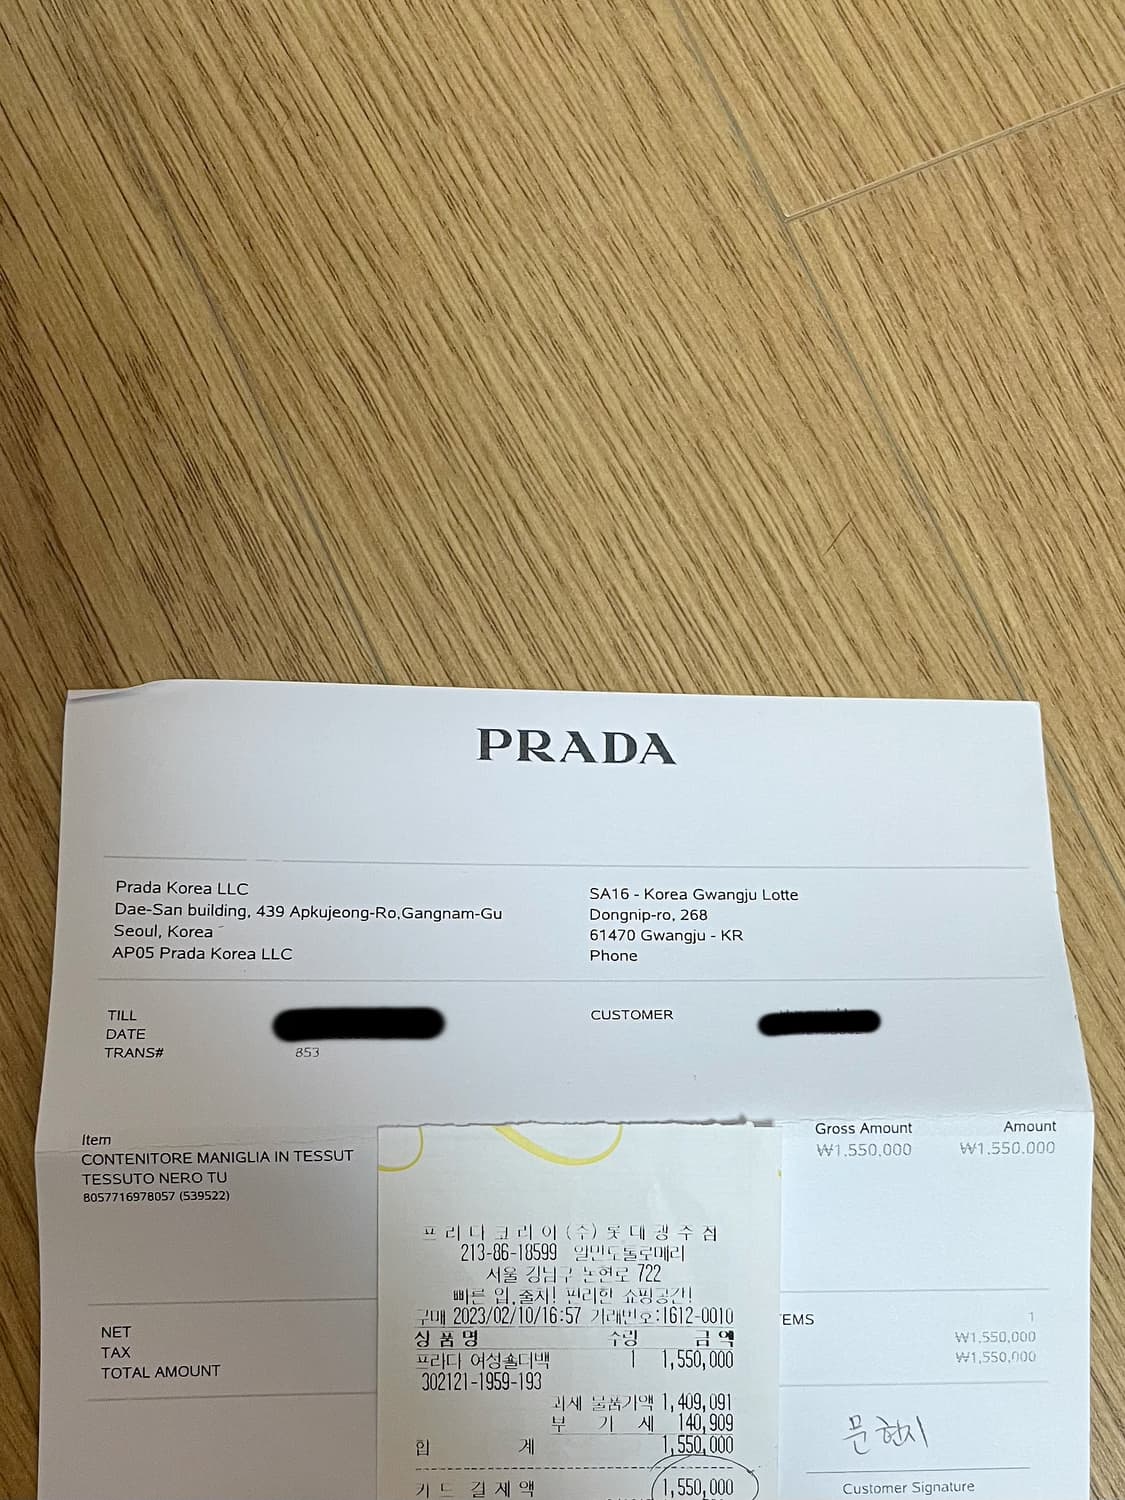 PRADA
Prada Korea LLC
Dae-San building, 439 Apkujeong-Ro,Gangnam-Gu
Seoul, Korea
AP05 Prada Korea LLC
SA16 - Korea Gwangju Lotte
Dongnip-ro, 268
61470 Gwangju - KR
Phone
TILL
DATE
TRANS# 853
CUSTOMER
Item Gross Amount Amount
CONTENITORE MANIGLIA IN TESSUT ₩1,550,000 ₩1,550,000
TESSUTO NERO TU
8057716978057 (539522)
프라다코리아(주)롯데광주점
213-86-18599
서울 강남구 논현로 722
빠른 입,출차! 편리한 쇼핑공간!
구매 2023/02/10/16:57 거래번호:1612-0010
상품명 수량 금액
프라다 여성숄더백 1 1,550,000
302121-1959-193
과세 물품가액 1,409,091
부 가 세 140,909
합 계 1,550,000
카드 결제액 1,550,000
EMS 1
NET ₩1,550,000
TAX ₩1,550,000
TOTAL AMOUNT
문현지
Customer Signature